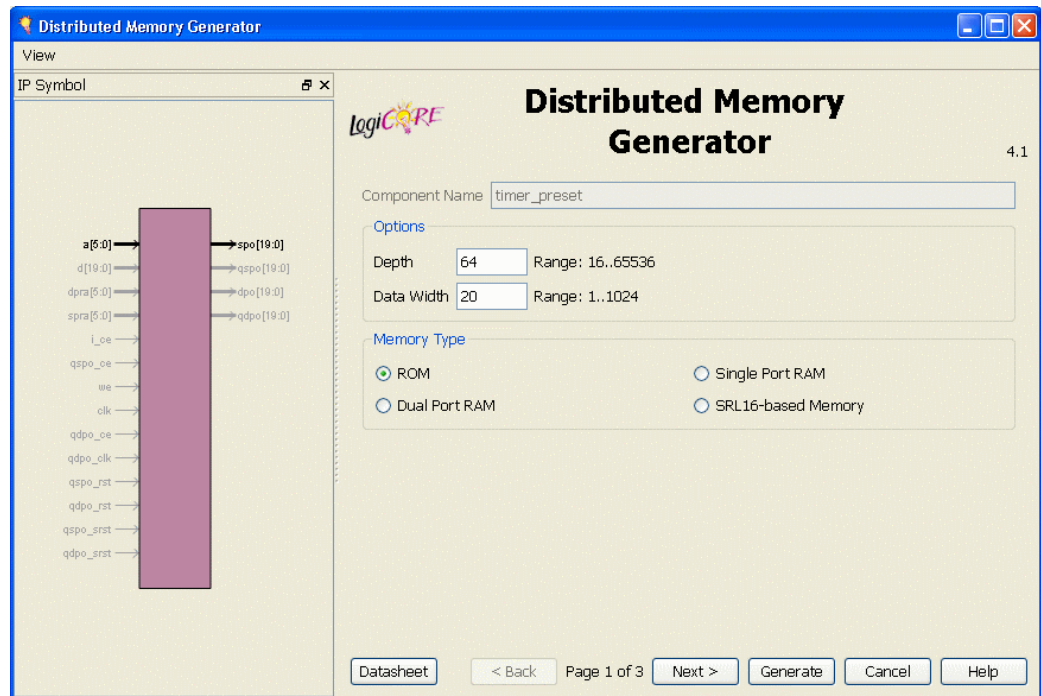 Distributed Memory Generator
View
IP Symbol
a[5:0]
d[19:0]
dpra[5:0]
spra[5:0]
i_ce
qspo_ce
we
clk
qdpo_ce
qdpo_clk
qspo_rst
qdpo_rst
qspo_srst
qdpo_srst
spo[19:0]
qspo[19:0]
dpo[19:0]
qdpo[19:0]
LogiCORE
Distributed Memory
Generator
4.1
Component Name timer_preset
Options
Depth 64 Range: 16..65536
Data Width 20 Range: 1..1024
Memory Type
ROM Single Port RAM
Dual Port RAM SRL16-based Memory
Datasheet < Back Page 1 of 3 Next > Generate Cancel Help